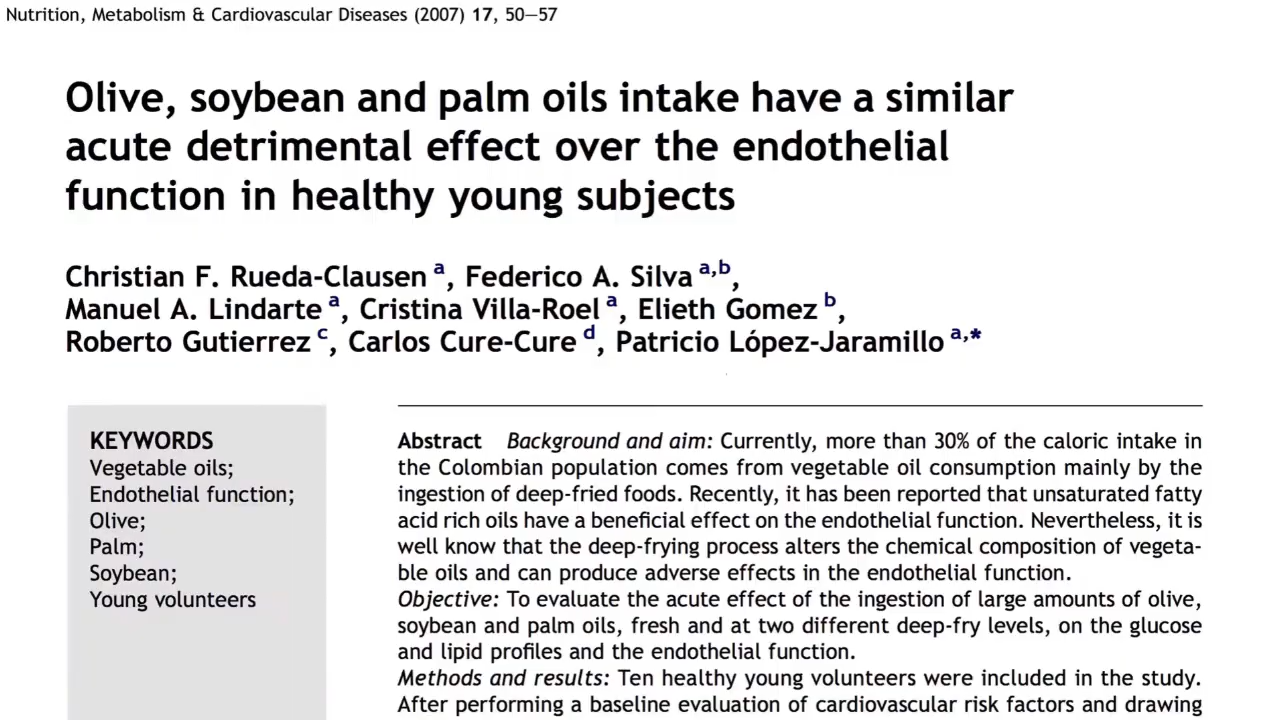 Nutrition, Metabolism & Cardiovascular Diseases (2007) 17, 50—57
Olive, soybean and palm oils intake have a similar
acute detrimental effect over the endothelial
function in healthy young subjects
Christian F. Rueda-Clausen a, Federico A. Silva a,b,
Manuel A. Lindarte a, Cristina Villa-Roel a, Elieth Gomez b,
Roberto Gutierrez c, Carlos Cure-Cure d, Patricio López-Jaramillo a,*
KEYWORDS
Vegetable oils;
Endothelial function;
Olive;
Palm;
Soybean;
Young volunteers
Abstract Background and aim: Currently, more than 30% of the caloric intake in
the Colombian population comes from vegetable oil consumption mainly by the
ingestion of deep-fried foods. Recently, it has been reported that unsaturated fatty
acid rich oils have a beneficial effect on the endothelial function. Nevertheless, it is
well know that the deep-frying process alters the chemical composition of vegeta-
ble oils and can produce adverse effects in the endothelial function.
Objective: To evaluate the acute effect of the ingestion of large amounts of olive,
soybean and palm oils, fresh and at two different deep-fry levels, on the glucose
and lipid profiles and the endothelial function.
Methods and results: Ten healthy young volunteers were included in the study.
After performing a baseline evaluation of cardiovascular risk factors and drawing